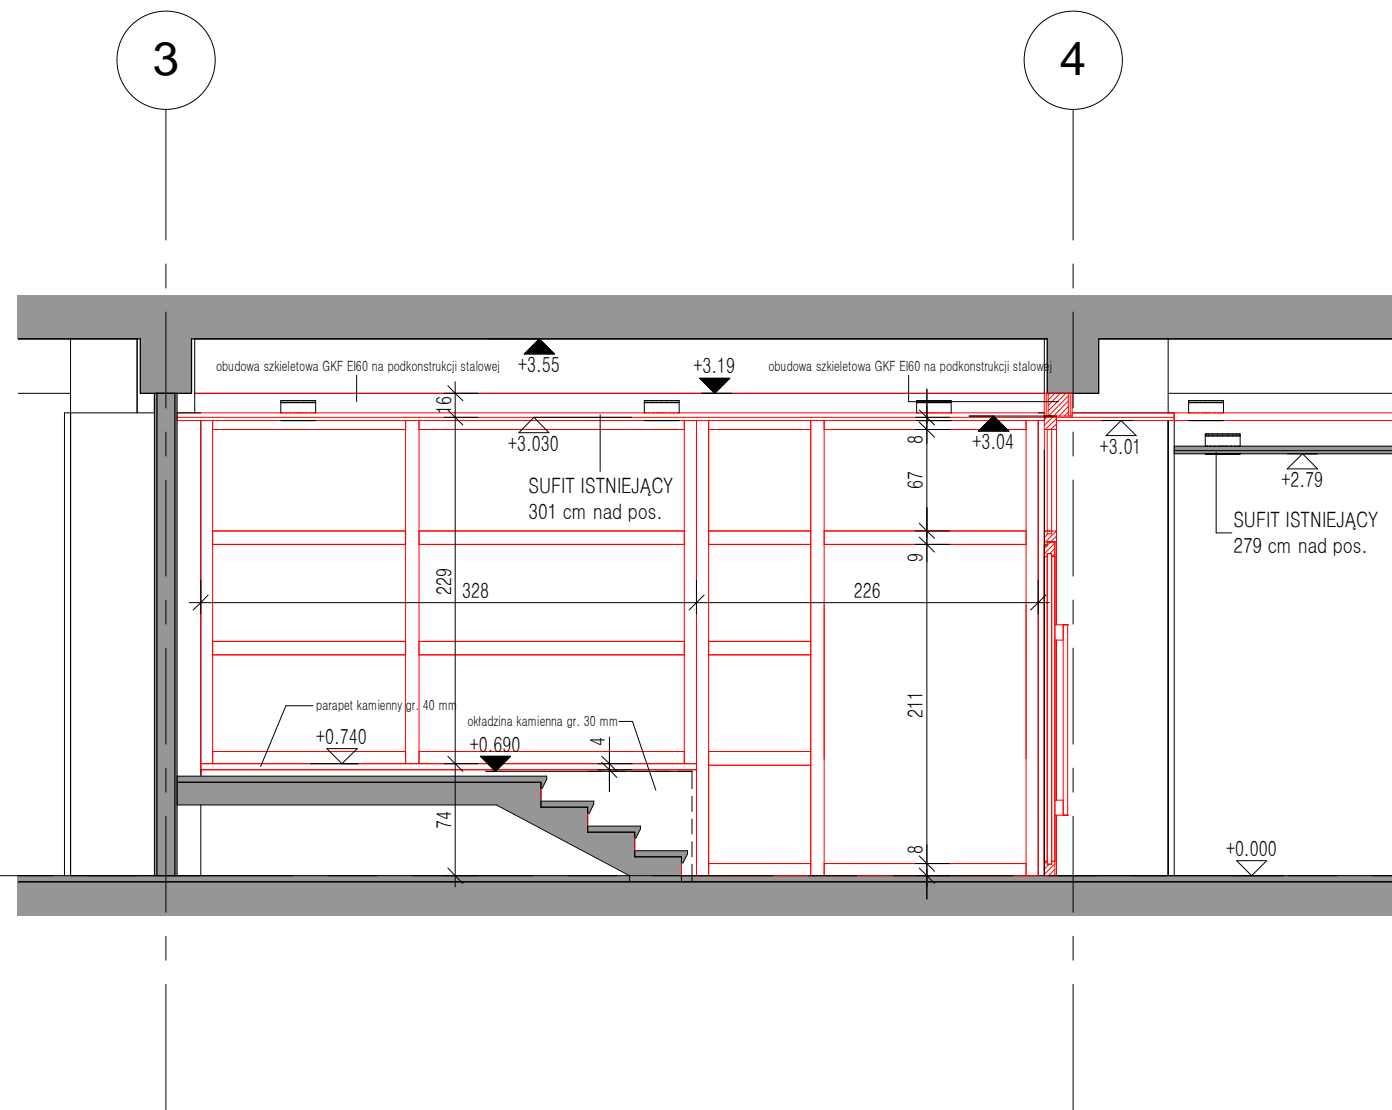 3
4
obudowa szkieletowa GKF EI60 na podkonstrukcji stalowej
+3.55
+3.19
obudowa szkieletowa GKF EI60 na podkonstrukcji stalowej
16
+3.030
8
+3.04
+3.01
+2.79
SUFIT ISTNIEJĄCY
301 cm nad pos.
67
SUFIT ISTNIEJĄCY
279 cm nad pos.
9
229
328
226
211
parapet kamienny gr. 40 mm
okładzina kamienna gr. 30 mm
+0.740
+0.690
4
74
8
+0.000